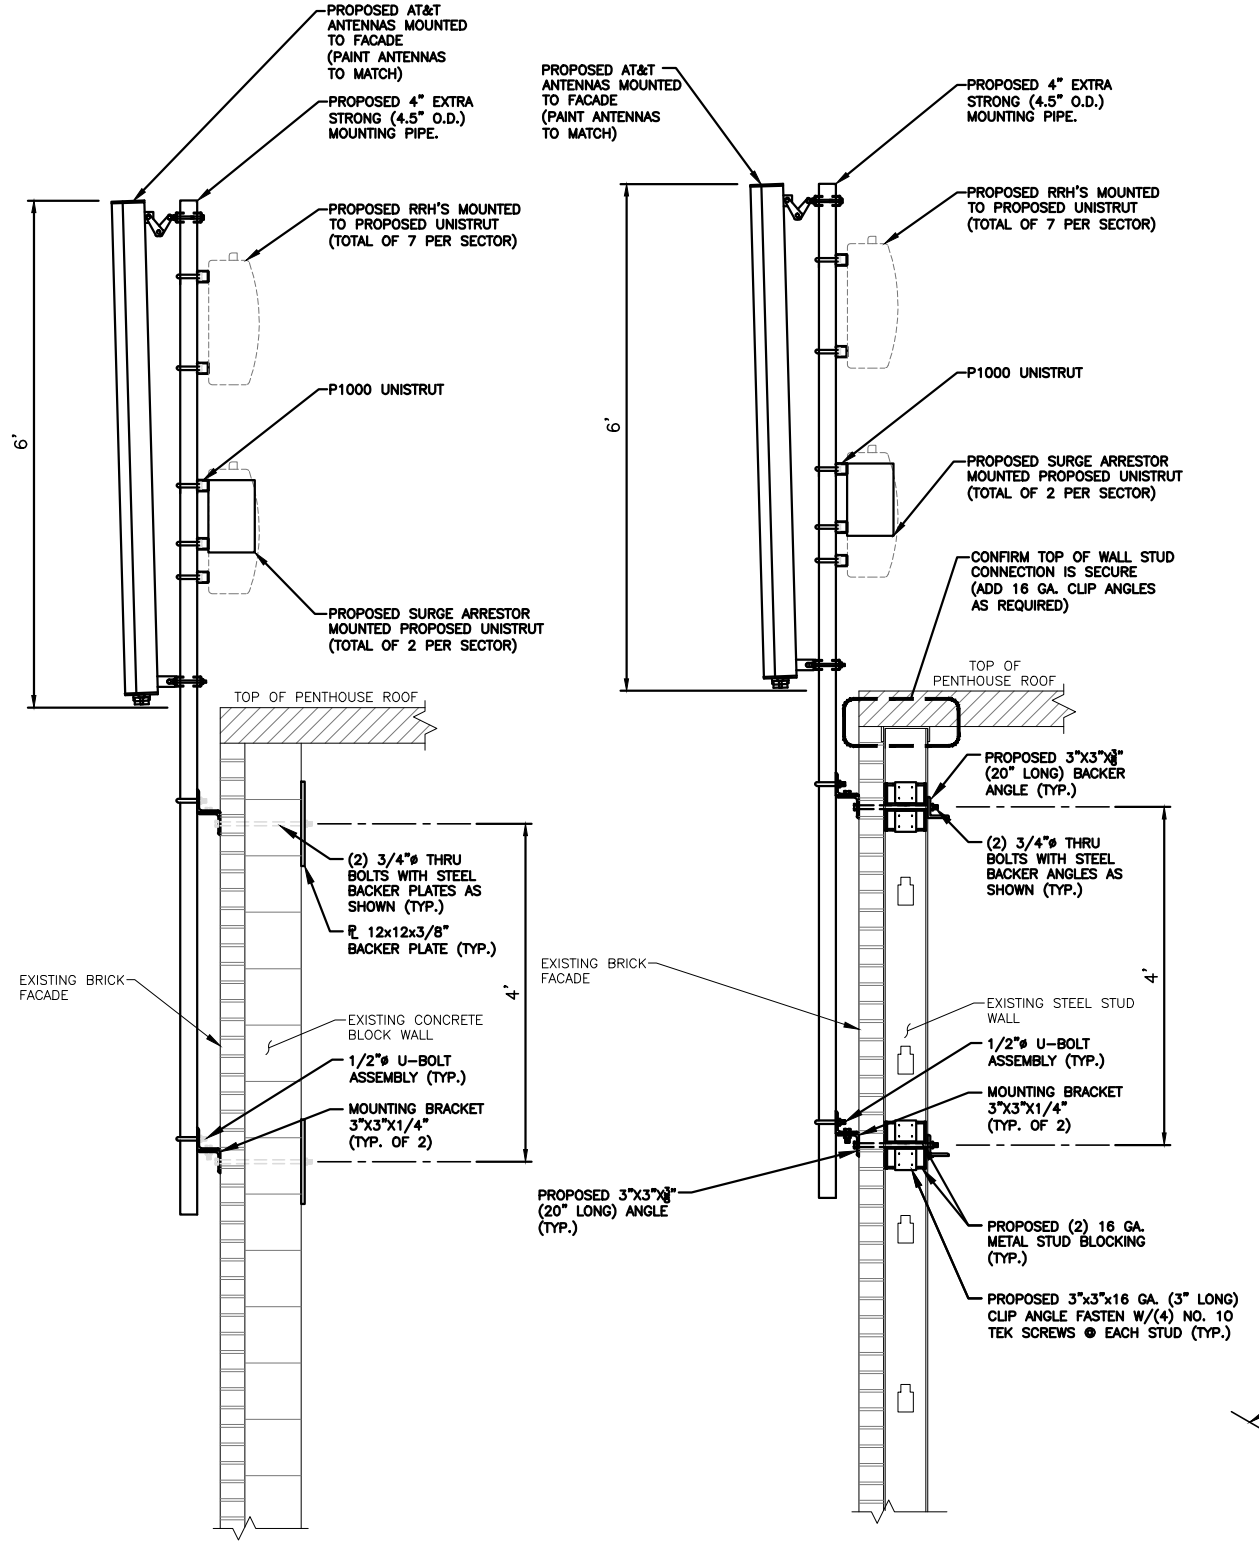 PROPOSED AT&T
ANTENNAS MOUNTED
TO FACADE
(PAINT ANTENNAS
TO MATCH)
PROPOSED 4" EXTRA
STRONG (4.5" O.D.)
MOUNTING PIPE.
PROPOSED RRH'S MOUNTED
TO PROPOSED UNISTRUT
(TOTAL OF 7 PER SECTOR)
P1000 UNISTRUT
6'
PROPOSED SURGE ARRESTOR
MOUNTED PROPOSED UNISTRUT
(TOTAL OF 2 PER SECTOR)
TOP OF PENTHOUSE ROOF
(2) 3/4"ø THRU
BOLTS WITH STEEL
BACKER PLATES AS
SHOWN (TYP.)
PL 12x12x3/8"
BACKER PLATE (TYP.)
EXISTING BRICK
FACADE
4'
EXISTING CONCRETE
BLOCK WALL
1/2"ø U-BOLT
ASSEMBLY (TYP.)
MOUNTING BRACKET
3"X3"X1/4"
(TYP. OF 2)
PROPOSED AT&T
ANTENNAS MOUNTED
TO FACADE
(PAINT ANTENNAS
TO MATCH)
PROPOSED 4" EXTRA
STRONG (4.5" O.D.)
MOUNTING PIPE.
PROPOSED RRH'S MOUNTED
TO PROPOSED UNISTRUT
(TOTAL OF 7 PER SECTOR)
P1000 UNISTRUT
6'
PROPOSED SURGE ARRESTOR
MOUNTED PROPOSED UNISTRUT
(TOTAL OF 2 PER SECTOR)
CONFIRM TOP OF WALL STUD
CONNECTION IS SECURE
(ADD 16 GA. CLIP ANGLES
AS REQUIRED)
TOP OF
PENTHOUSE ROOF
PROPOSED
(20" LONG) BACKER
ANGLE (TYP.)
(2) 3/4"ø THRU
BOLTS WITH STEEL
BACKER ANGLES AS
SHOWN (TYP.)
EXISTING BRICK
FACADE
4'
EXISTING STEEL STUD
WALL
1/2"ø U-BOLT
ASSEMBLY (TYP.)
MOUNTING BRACKET
3"X3"X1/4"
(TYP. OF 2)
PROPOSED
(20" LONG) ANGLE
(TYP.)
PROPOSED (2) 16 GA.
METAL STUD BLOCKING
(TYP.)
PROPOSED 3"x3"x16 GA. (3" LONG)
CLIP ANGLE FASTEN W/(4) NO. 10
TEK SCREWS @ EACH STUD (TYP.)